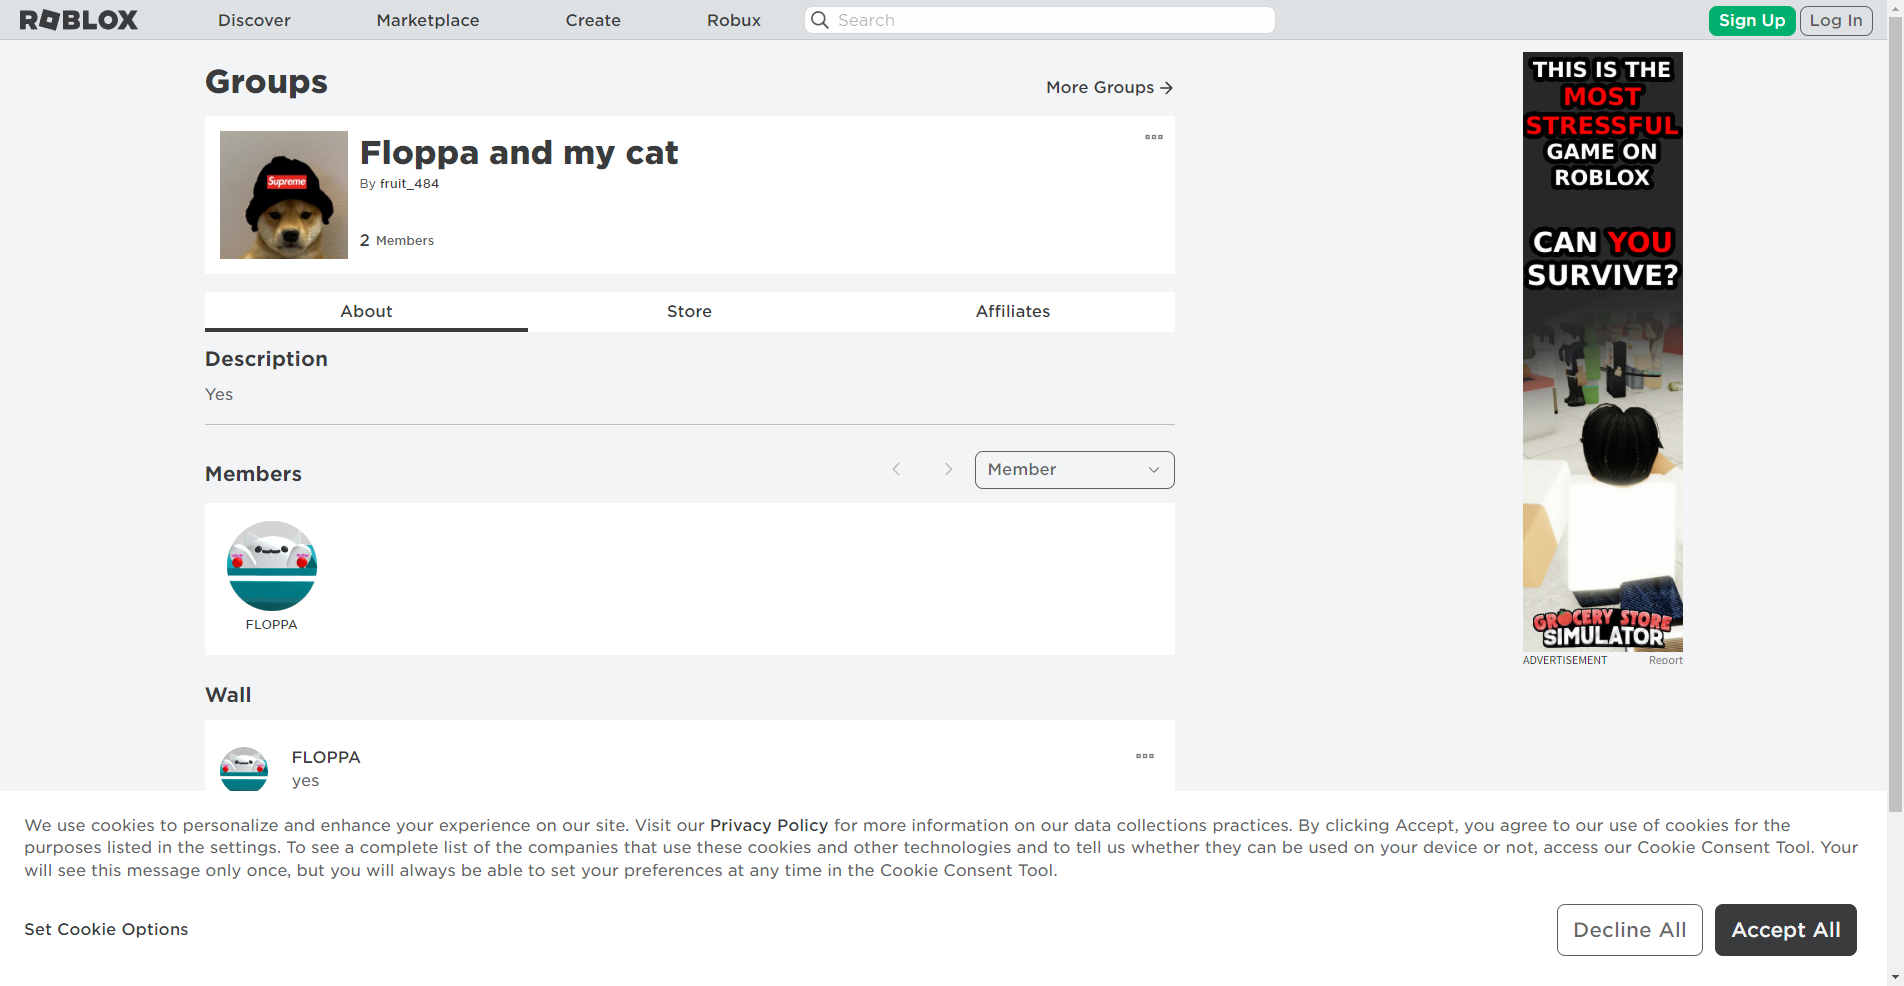 ROBLOX
Discover
Marketplace
Create
Robux
Search
Sign Up
Log In
Groups
More Groups
Supreme
Floppa and my cat
By fruit_484
2 Members
About
Store
Affiliates
Description
Yes
Members
Member
FLOPPA
Wall
FLOPPA
yes
THIS IS THE
MOST
STRESSFUL
GAME ON
ROBLOX
CAN YOU
SURVIVE?
GROCERY STORE
SIMULATOR
ADVERTISEMENT
Report
We use cookies to personalize and enhance your experience on our site. Visit our Privacy Policy for more information on our data collections practices. By clicking Accept, you agree to our use of cookies for the
purposes listed in the settings. To see a complete list of the companies that use these cookies and other technologies and to tell us whether they can be used on your device or not, access our Cookie Consent Tool. Your
will see this message only once, but you will always be able to set your preferences at any time in the Cookie Consent Tool.
Set Cookie Options
Decline All
Accept All